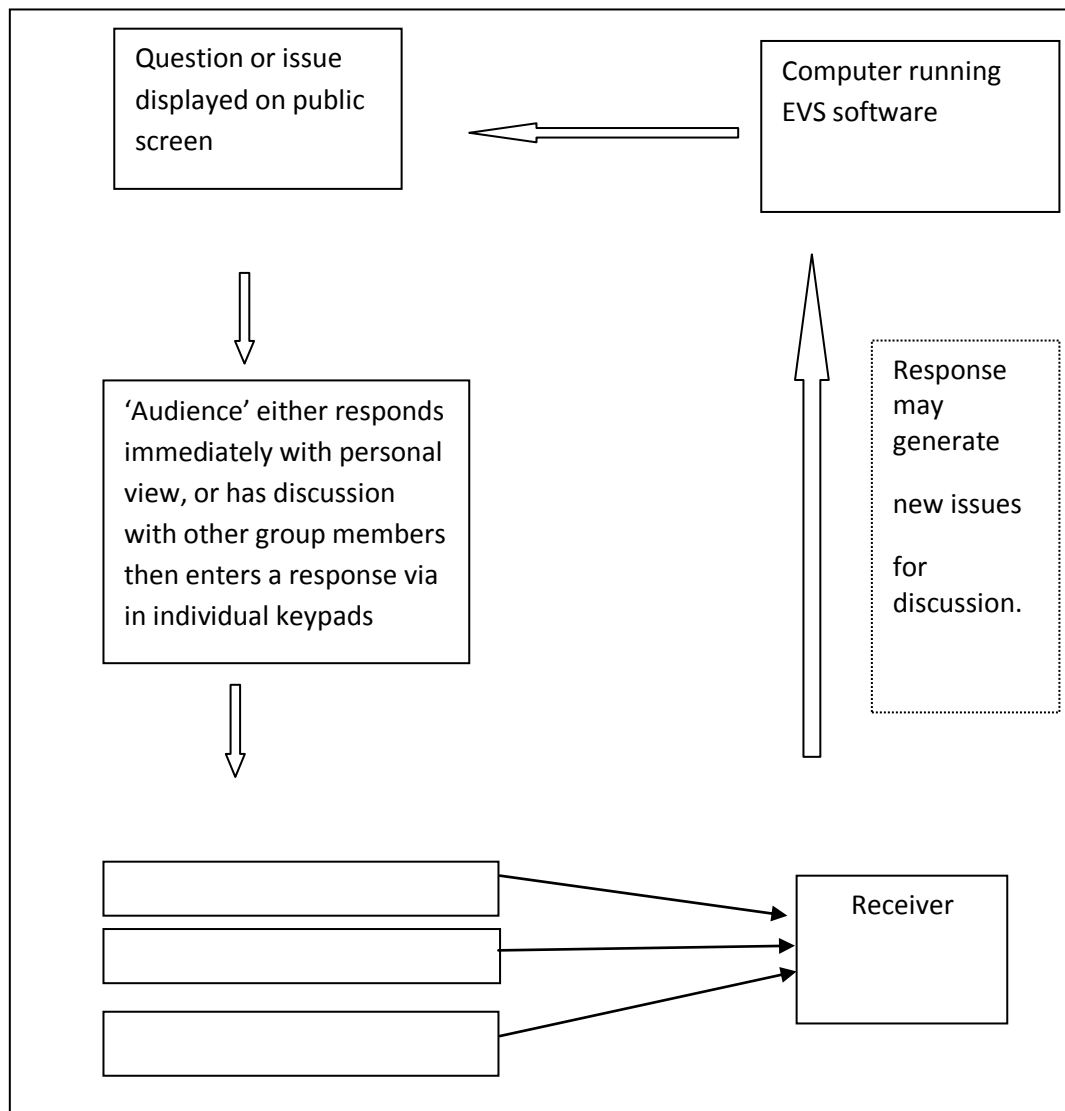 Question or issue
displayed on public
screen
Computer running
EVS software
‘Audience’ either responds
immediately with personal
view, or has discussion
with other group members
then enters a response via
in individual keypads
Response
may
generate
new issues
for
discussion.
Receiver